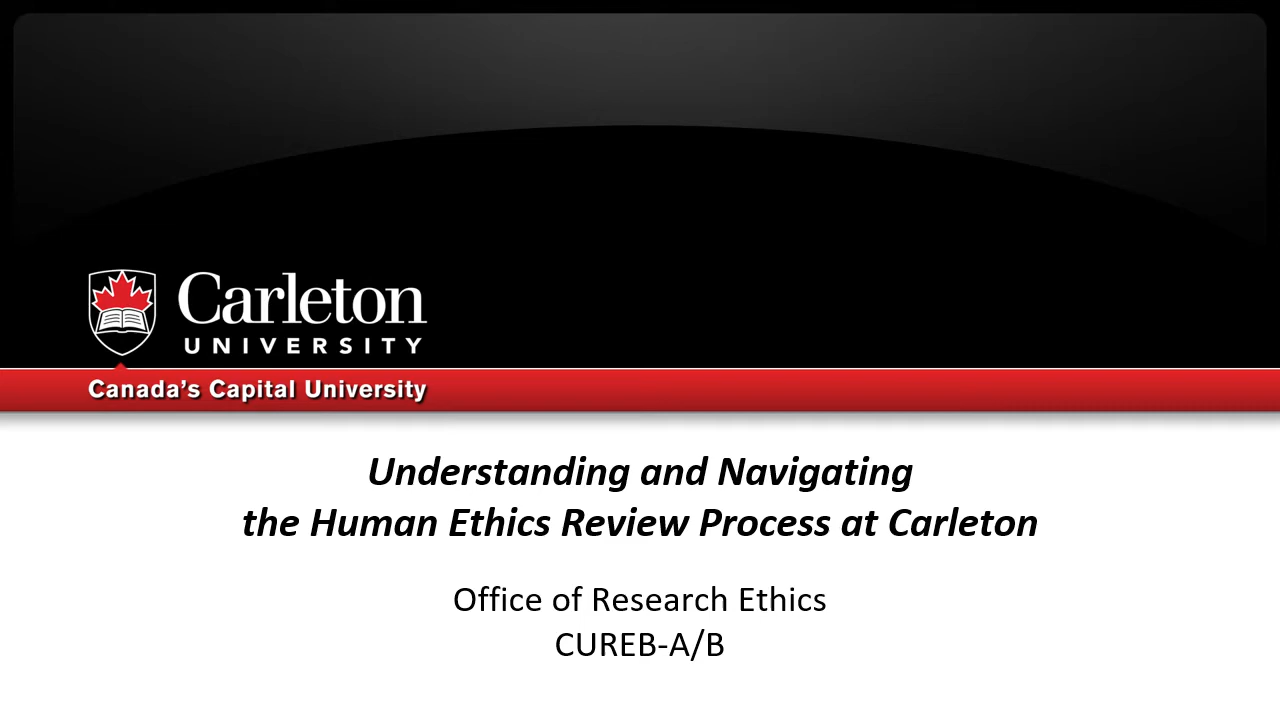 Carleton
UNIVERSITY
Canada's Capital University
Understanding and Navigating
the Human Ethics Review Process at Carleton
Office of Research Ethics
CUREB-A/B